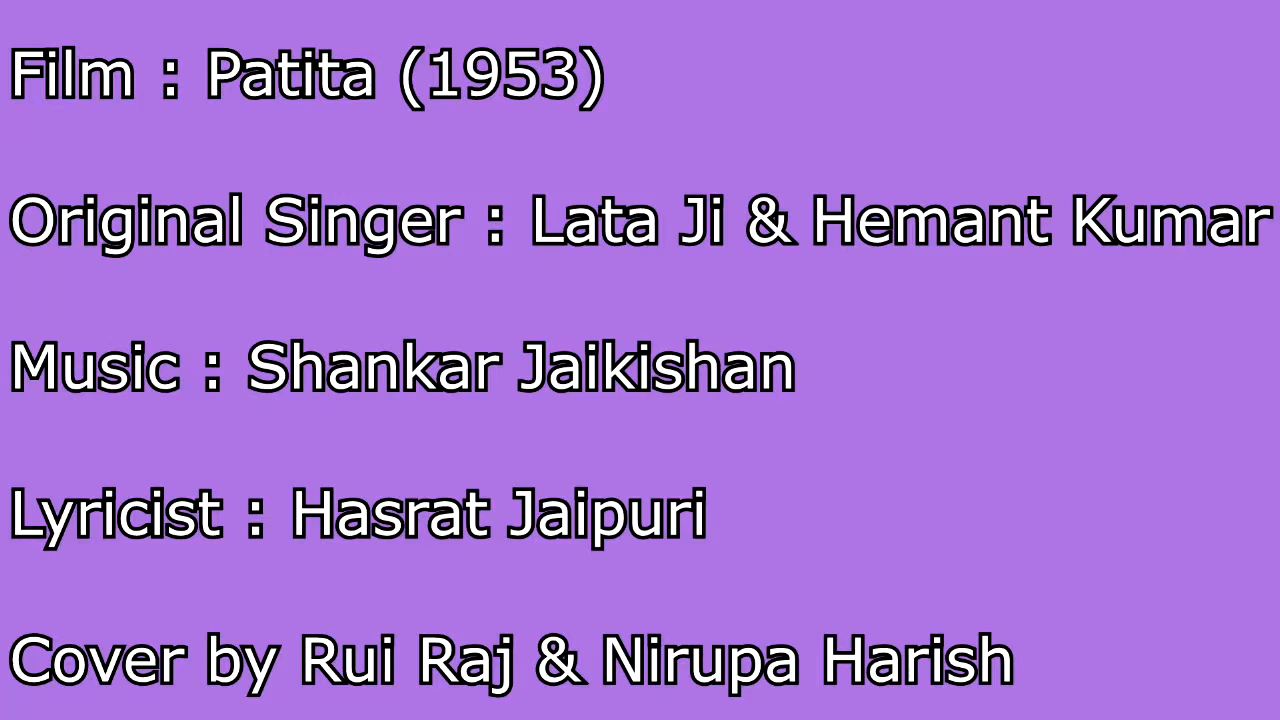 Film : Patita (1953)
Original Singer : Lata Ji & Hemant Kumar
Music : Shankar Jaikishan
Lyricist : Hasrat Jaipuri
Cover by Rui Raj & Nirupa Harish